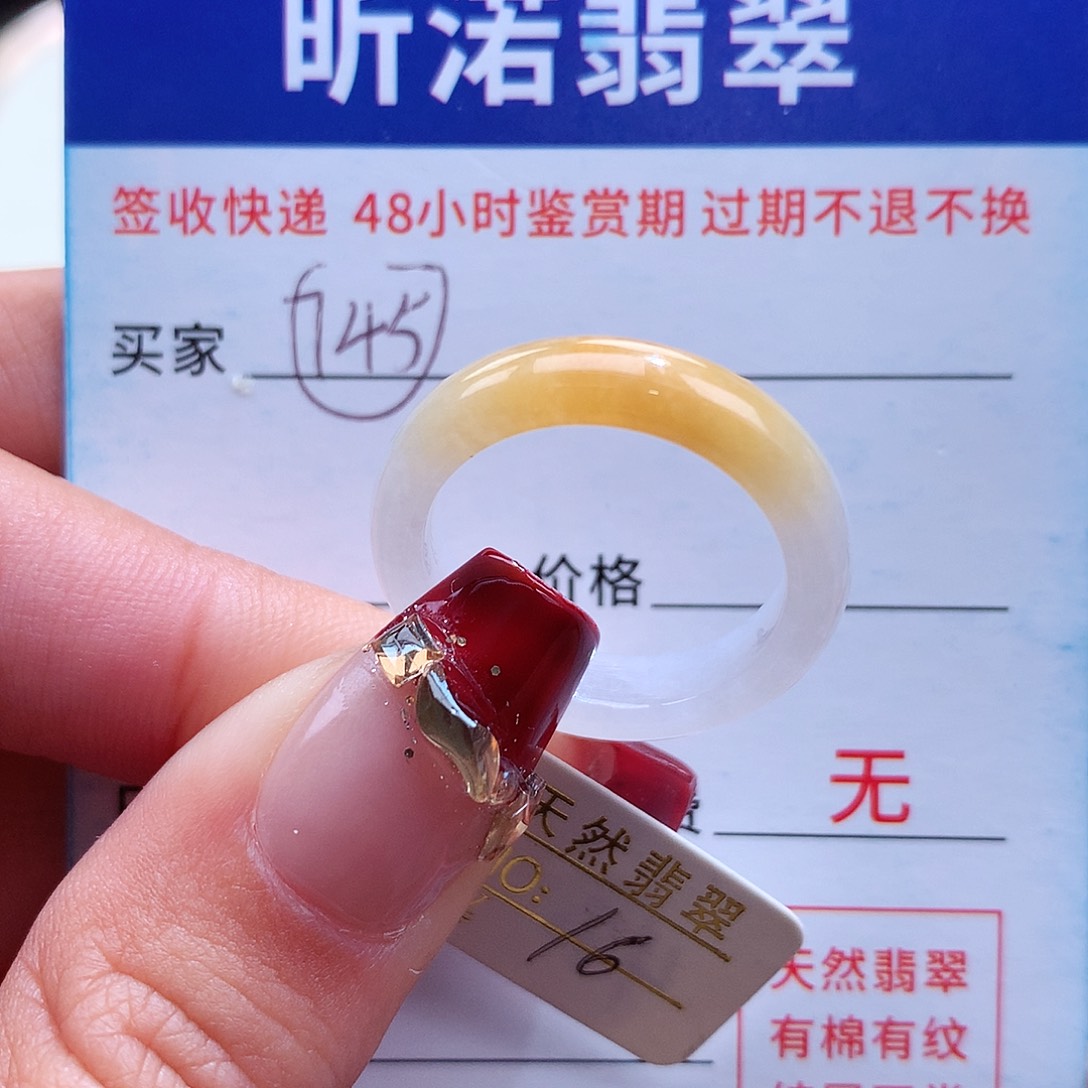 昕渃翡翠
签收快递 48小时鉴赏期 过期不退不换
买家 145
价格
无
天然翡翠
NO: 16
天然翡翠
有棉有纹